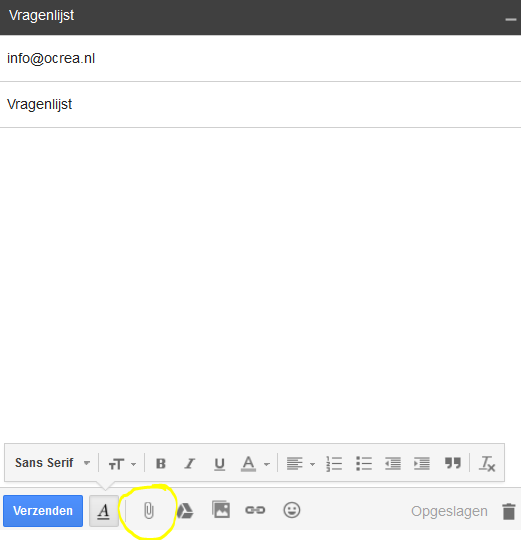 Vragenlijst
info@ocrea.nl
Vragenlijst
Sans Serif
Verzenden
Opgeslagen